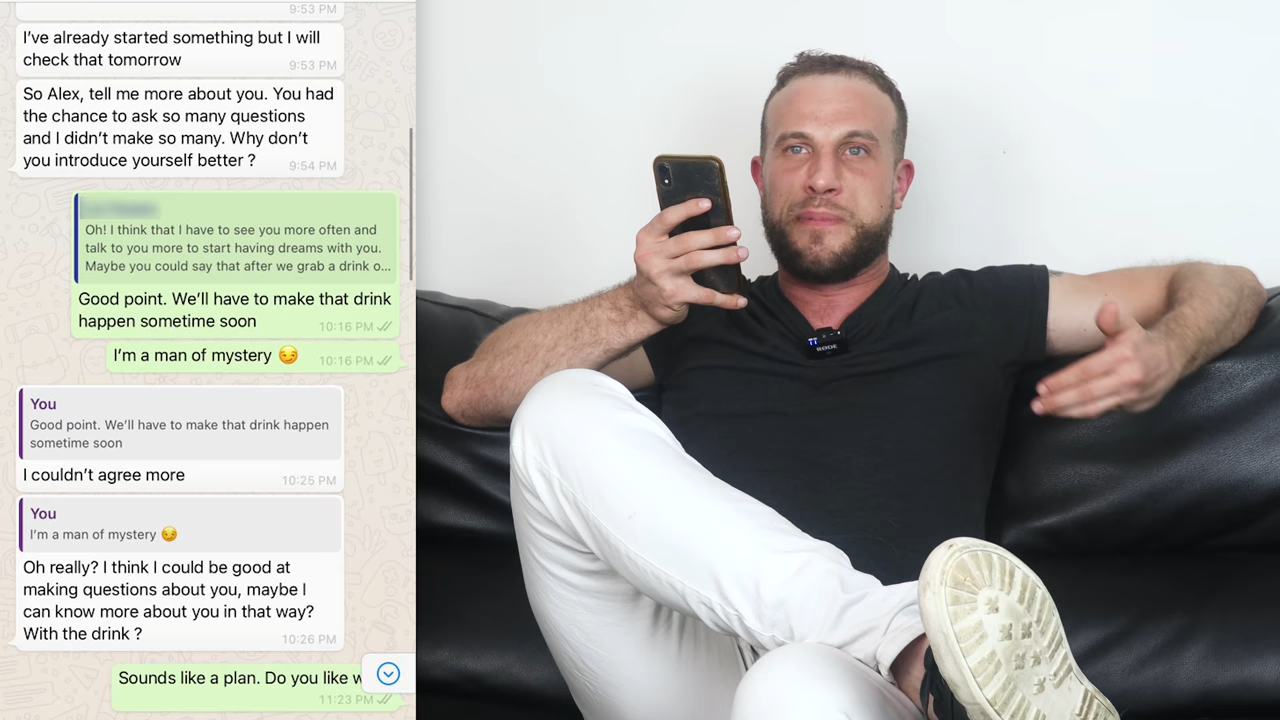 9:53 PM
I've already started something but I will
check that tomorrow
9:53 PM
So Alex, tell me more about you. You had
the chance to ask so many questions
and I didn't make so many. Why don't
you introduce yourself better ?
9:54 PM
Oh! I think that I have to see you more often and
talk to you more to start having dreams with you.
Maybe you could say that after we grab a drink o...
Good point. We'll have to make that drink
happen sometime soon
10:16 PM
I'm a man of mystery 😏
10:16 PM
You
Good point. We'll have to make that drink happen
sometime soon
I couldn't agree more
10:25 PM
You
I'm a man of mystery 😏
Oh really? I think I could be good at
making questions about you, maybe I
can know more about you in that way?
With the drink ?
10:26 PM
Sounds like a plan. Do you like
11:23 PM
RODE